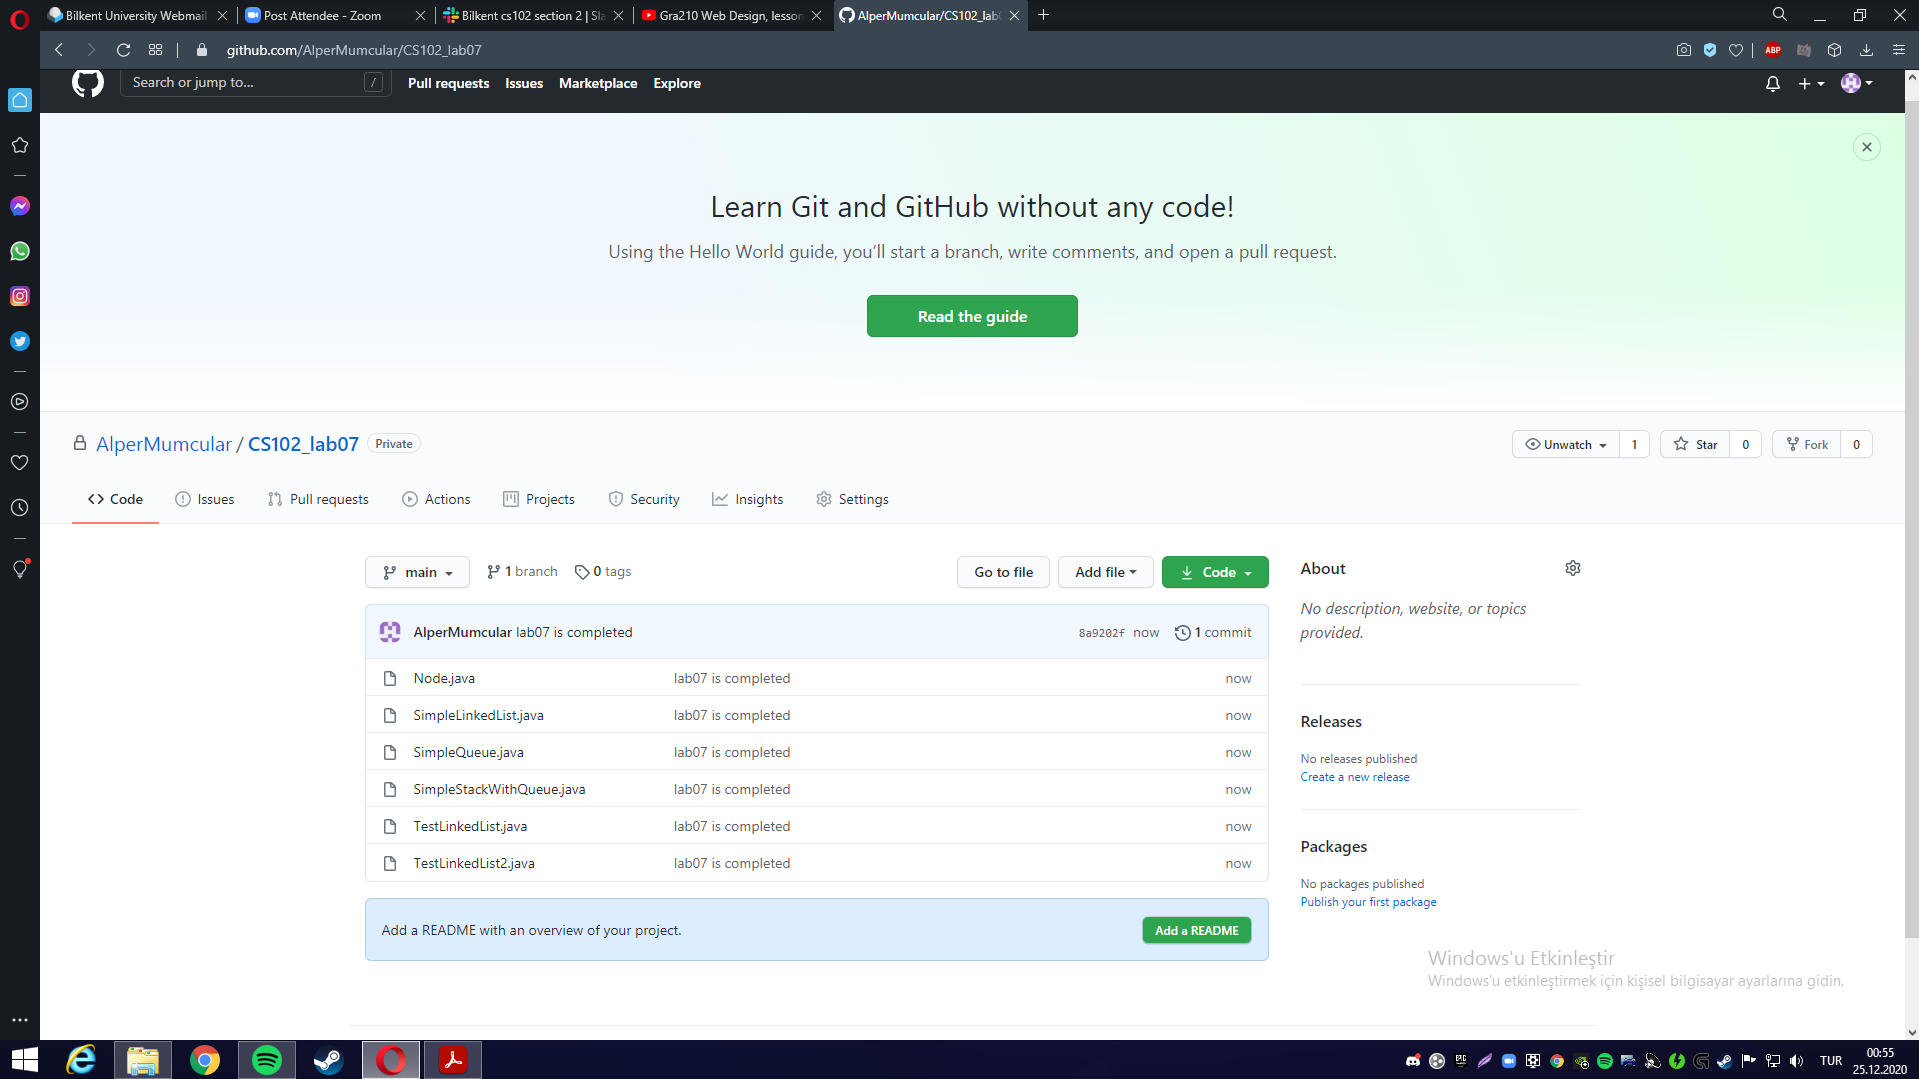 Bilkent University Webmail
Post Attendee - Zoom
Bilkent cs102 section 2 | Sla
Gra210 Web Design, lesson
AlperMumcular/CS102_lab0
github.com/AlperMumcular/CS102_lab07
ABP
Search or jump to... /
Pull requests Issues Marketplace Explore
Learn Git and GitHub without any code!
Using the Hello World guide, you’ll start a branch, write comments, and open a pull request.
Read the guide
AlperMumcular / CS102_lab07 Private
Unwatch 1 Star 0 Fork 0
Code Issues Pull requests Actions Projects Security Insights Settings
main 1 branch 0 tags Go to file Add file Code
AlperMumcular lab07 is completed 8a9202f now 1 commit
Node.java lab07 is completed now
SimpleLinkedList.java lab07 is completed now
SimpleQueue.java lab07 is completed now
SimpleStackWithQueue.java lab07 is completed now
TestLinkedList.java lab07 is completed now
TestLinkedList2.java lab07 is completed now
Add a README with an overview of your project. Add a README
About
No description, website, or topics
provided.
Releases
No releases published
Create a new release
Packages
No packages published
Publish your first package
Windows'u Etkinleştir
Windows'u etkinleştirmek için kişisel bilgisayar ayarlarına gidin.
TUR
00:55
25.12.2020